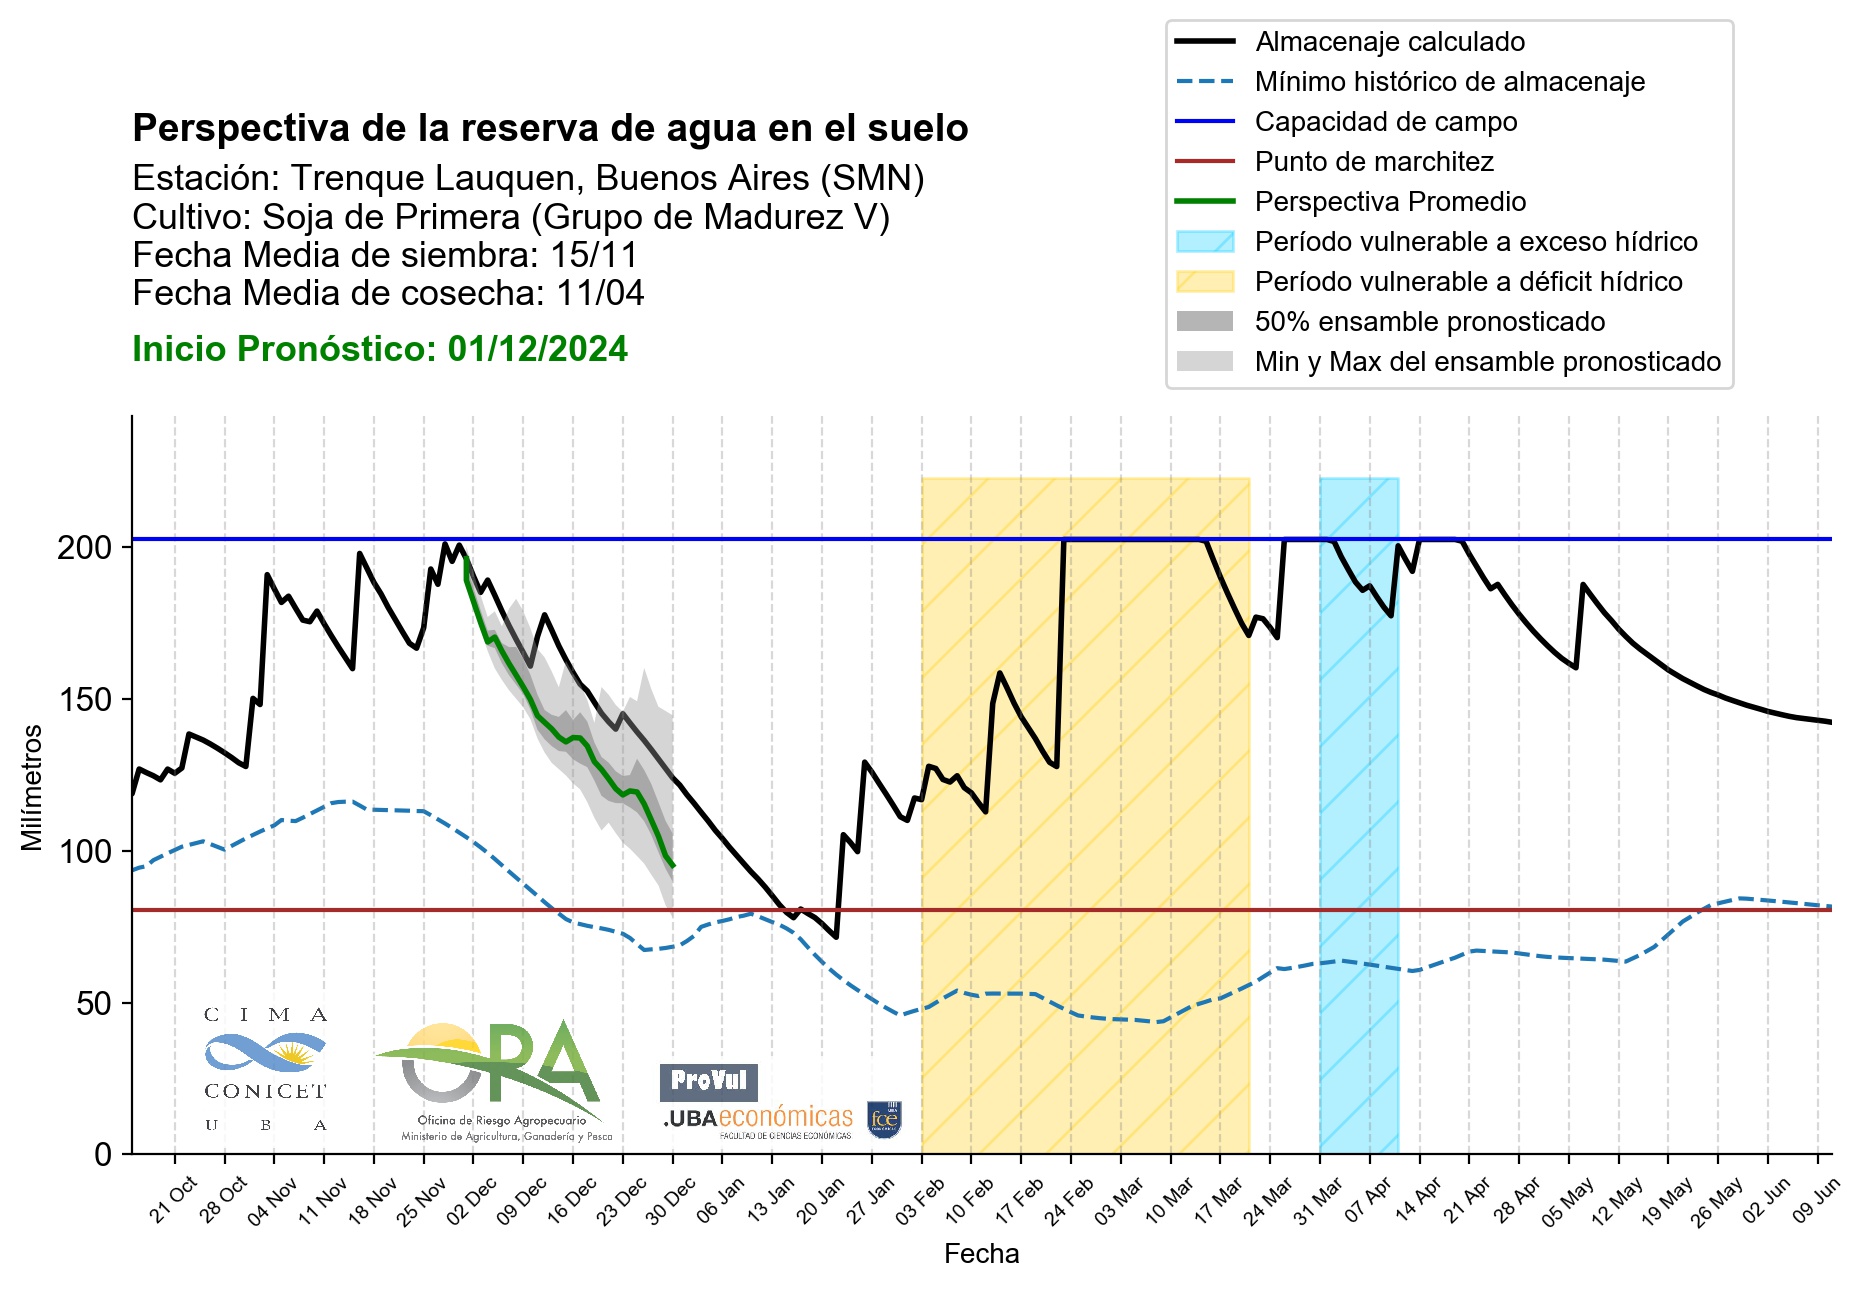 Almacenaje calculado
Mínimo histórico de almacenaje
Capacidad de campo
Punto de marchitez
Perspectiva Promedio
Período vulnerable a exceso hídrico
Período vulnerable a déficit hídrico
50% ensamble pronosticado
Min y Max del ensamble pronosticado
Perspectiva de la reserva de agua en el suelo
Estación: Trenque Lauquen, Buenos Aires (SMN)
Cultivo: Soja de Primera (Grupo de Madurez V)
Fecha Media de siembra: 15/11
Fecha Media de cosecha: 11/04
Inicio Pronóstico: 01/12/2024
Milímetros
200
150
100
50
0
CIMA
CONICET
UBA
ORA
Oficina de Riesgo Agropecuario
Ministerio de Agricultura, Ganadería y Pesca
ProVul
.UBAeconómicas
FACULTAD DE CIENCIAS ECONÓMICAS
fce
21 Oct
28 Oct
04 Nov
11 Nov
18 Nov
25 Nov
02 Dec
09 Dec
16 Dec
23 Dec
30 Dec
06 Jan
13 Jan
20 Jan
27 Jan
03 Feb
10 Feb
17 Feb
24 Feb
03 Mar
10 Mar
17 Mar
24 Mar
31 Mar
07 Apr
14 Apr
21 Apr
28 Apr
05 May
12 May
19 May
26 May
02 Jun
09 Jun
Fecha